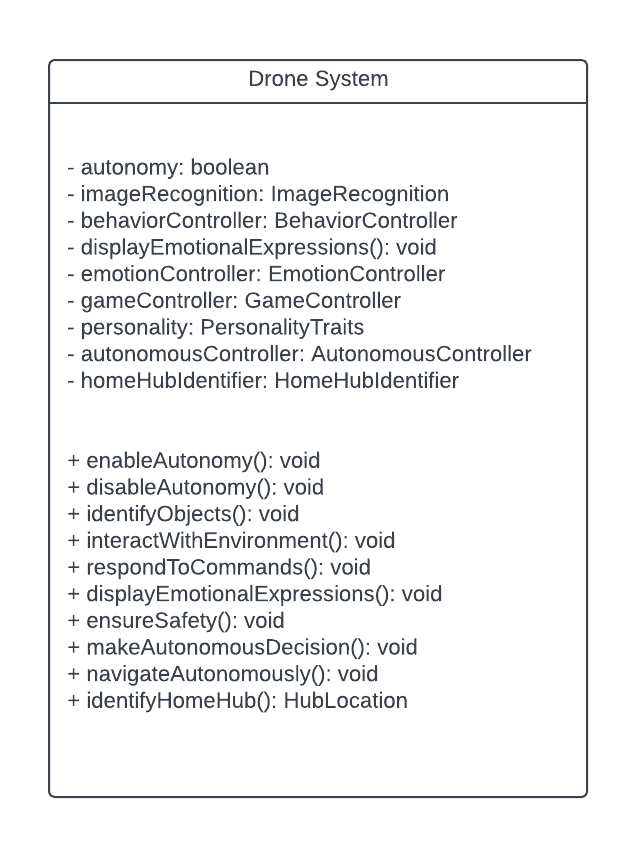 Drone System
- autonomy: boolean
- imageRecognition: ImageRecognition
- behaviorController: BehaviorController
- displayEmotionalExpressions(): void
- emotionController: EmotionController
- gameController: GameController
- personality: PersonalityTraits
- autonomousController: AutonomousController
- homeHubIdentifier: HomeHubIdentifier
+ enableAutonomy(): void
+ disableAutonomy(): void
+ identifyObjects(): void
+ interactWithEnvironment(): void
+ respondToCommands(): void
+ displayEmotionalExpressions(): void
+ ensureSafety(): void
+ makeAutonomousDecision(): void
+ navigateAutonomously(): void
+ identifyHomeHub(): HubLocation